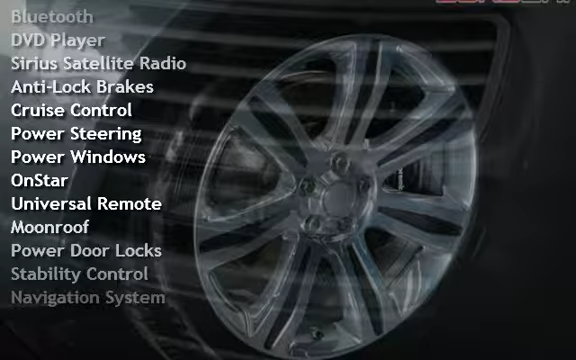 Bluetooth
DVD Player
Sirius Satellite Radio
Anti-Lock Brakes
Cruise Control
Power Steering
Power Windows
OnStar
Universal Remote
Moonroof
Power Door Locks
Stability Control
Navigation System